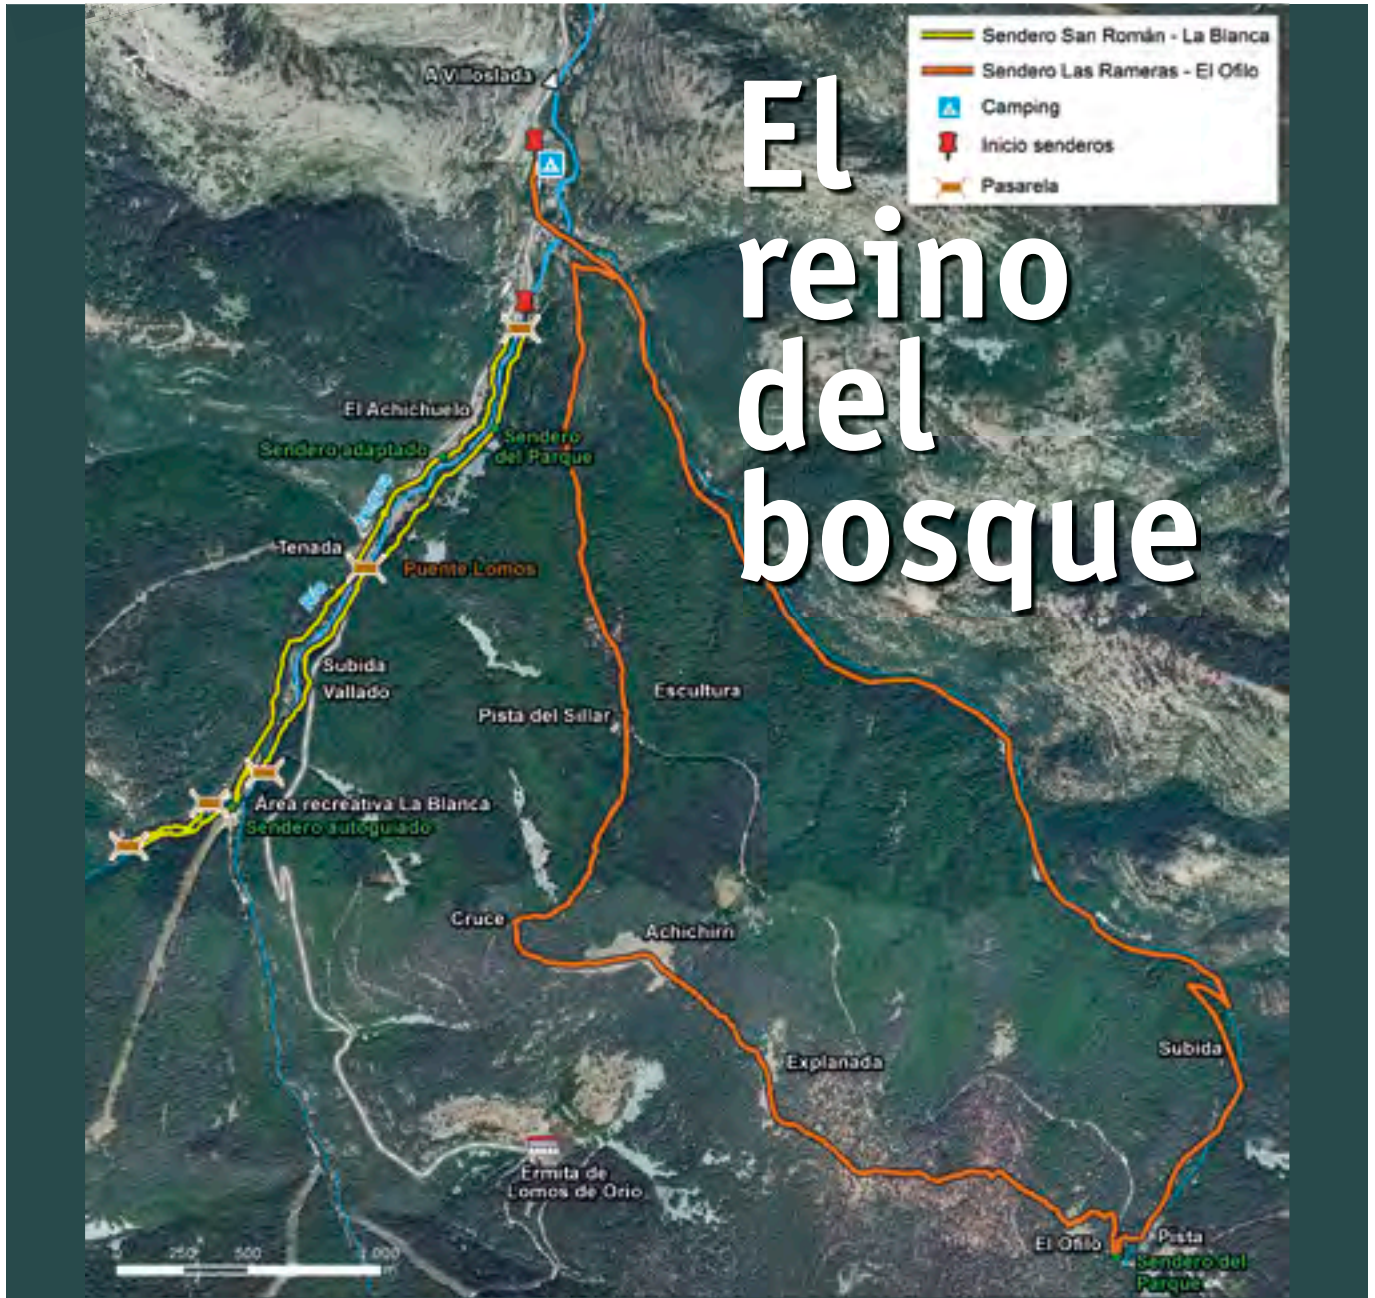 Sendero San Román - La Blanca
Sendero Las Rameras - El Ofilo
Camping
Inicio senderos
Pasarela
El
reino
del
bosque
A Villoslada
El Achichuelo
Sendero adaptado
Sendero
del Parque
Iregua
Tenada
Puente Lomos
Río
Subida
Vallado
Escultura
Pista del Sillar
Área recreativa La Blanca
Sendero autoguiado
Cruce
Achichirri
Explanada
Subida
Ermita de
Lomos de Orio
El Ofilo
Pista
Sendero del
Parque
0 250 500 1.000